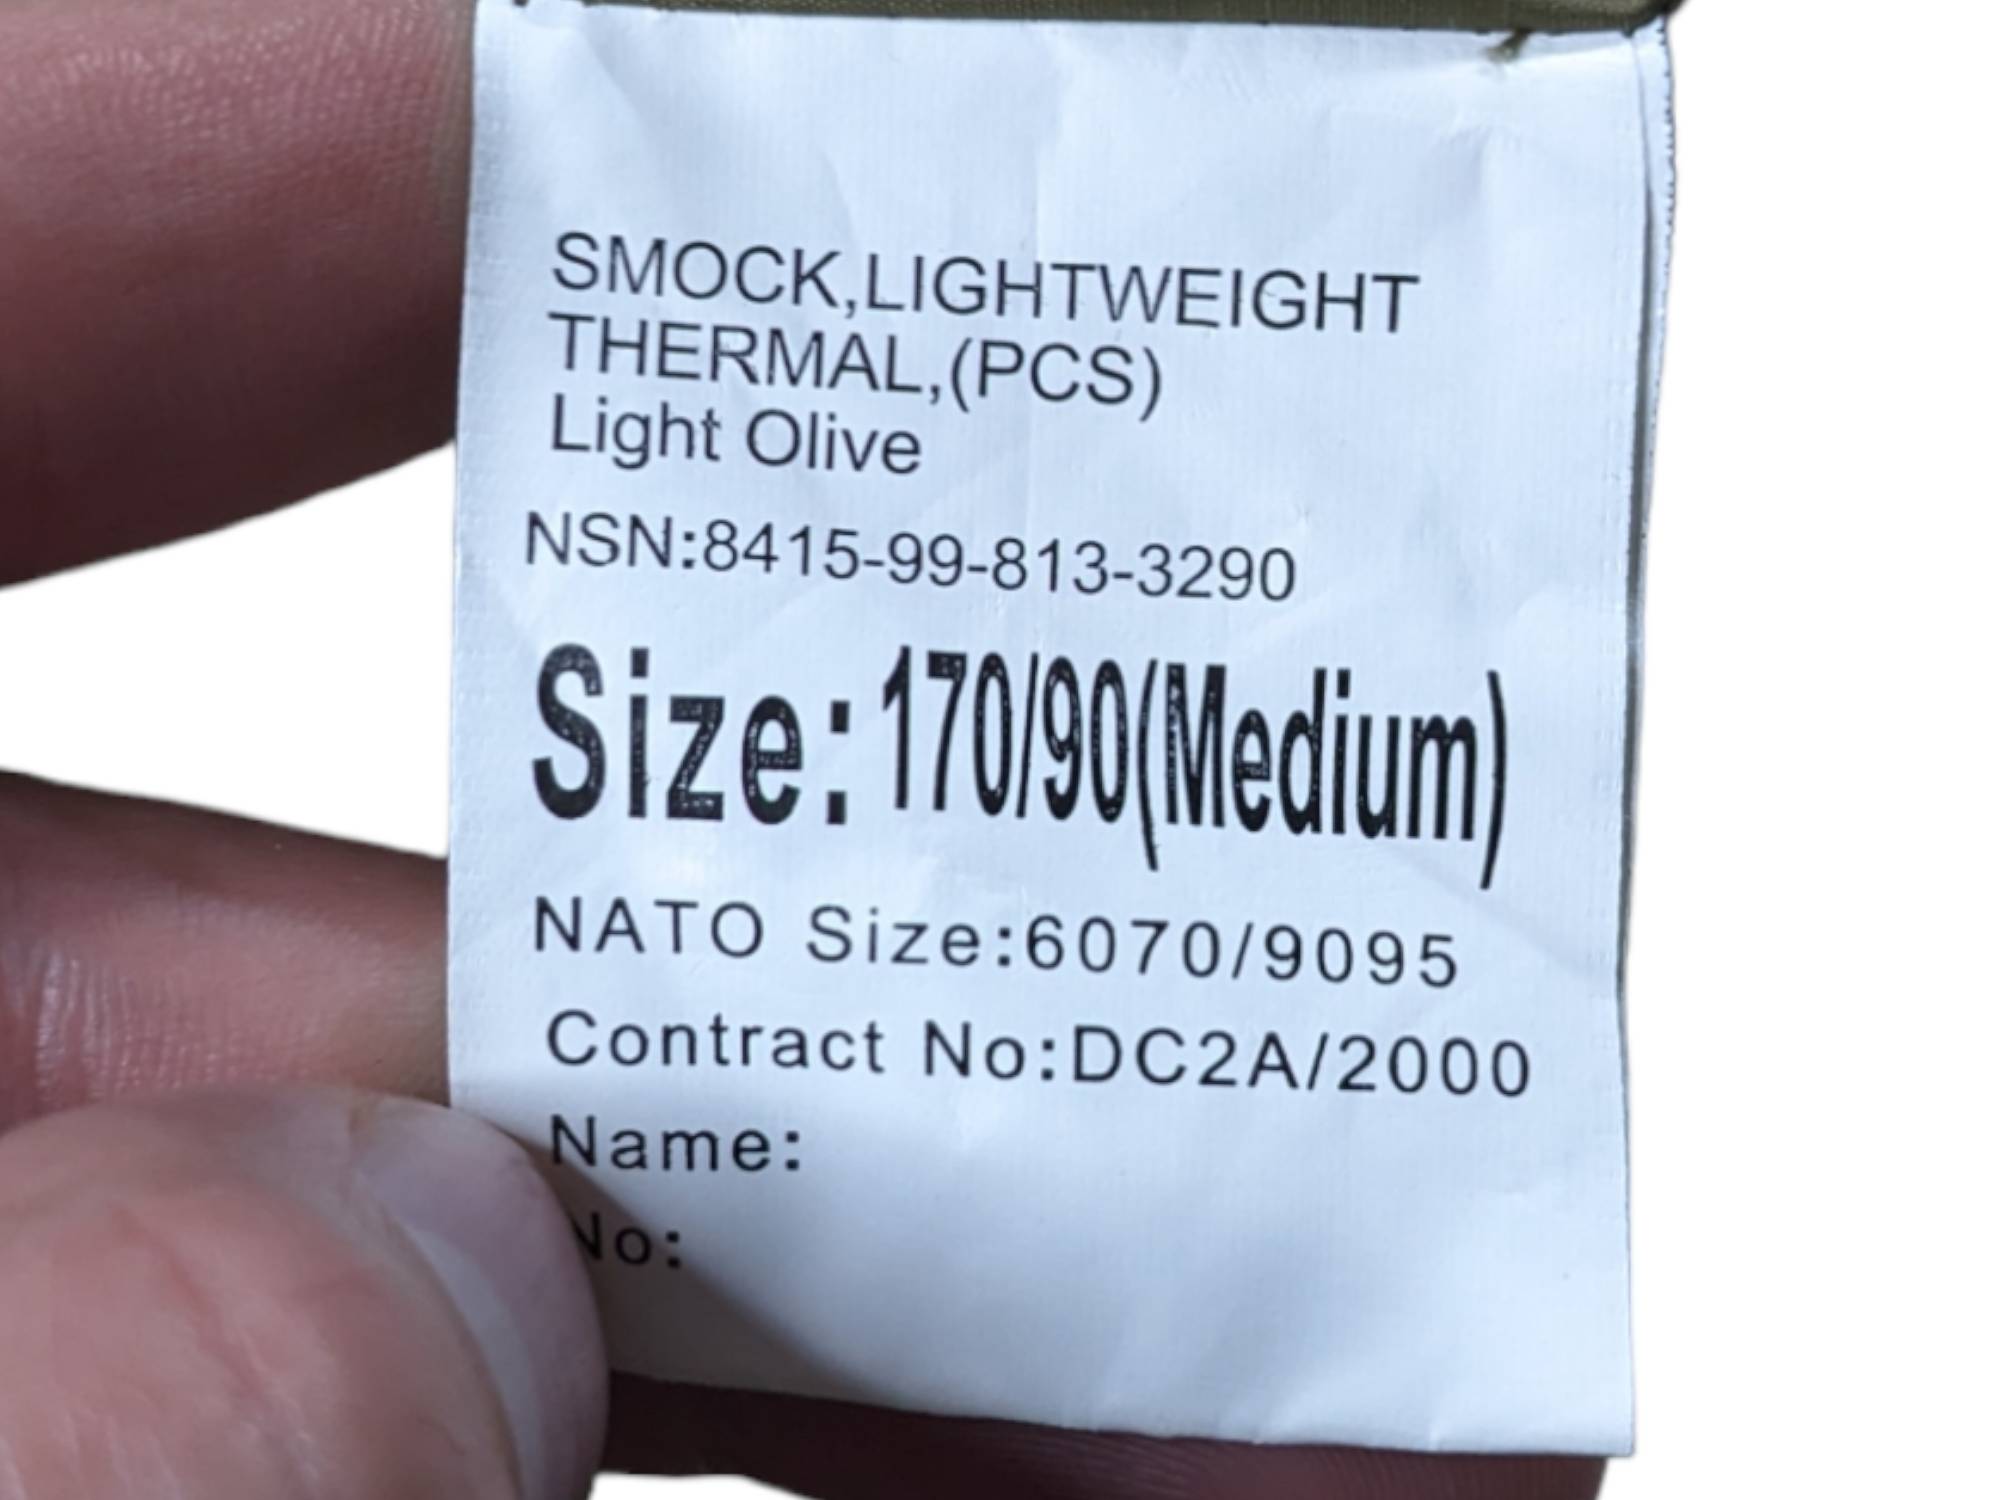 SMOCK,LIGHTWEIGHT
THERMAL,(PCS)
Light Olive
NSN:8415-99-813-3290
Size: 170/90(Medium)
NATO Size:6070/9095
Contract No:DC2A/2000
Name:
No: